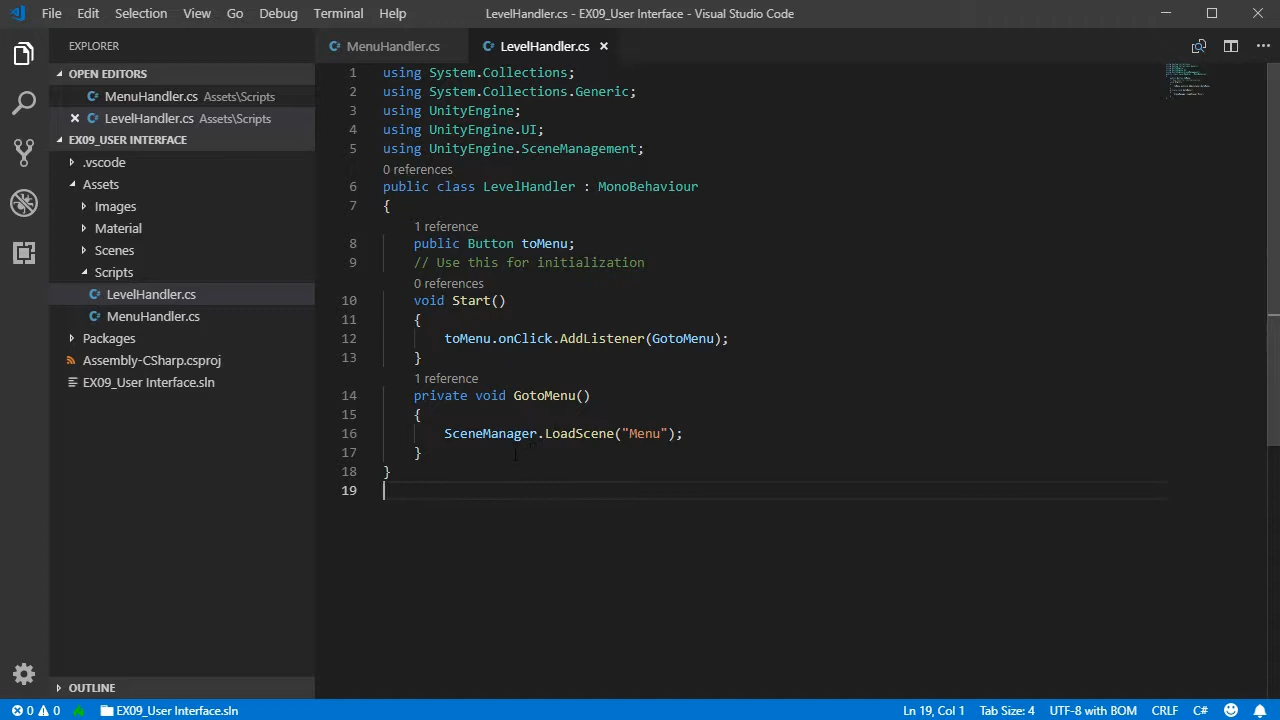 File Edit Selection View Go Debug Terminal Help LevelHandler.cs - EX09_User Interface - Visual Studio Code
EXPLORER
OPEN EDITORS
MenuHandler.cs Assets\Scripts
LevelHandler.cs Assets\Scripts
EX09_USER INTERFACE
.vscode
Assets
Images
Material
Scenes
Scripts
LevelHandler.cs
MenuHandler.cs
Packages
Assembly-CSharp.csproj
EX09_User Interface.sln
OUTLINE
MenuHandler.cs LevelHandler.cs
1 using System.Collections;
2 using System.Collections.Generic;
3 using UnityEngine;
4 using UnityEngine.UI;
5 using UnityEngine.SceneManagement;
0 references
6 public class LevelHandler : MonoBehaviour
7 {
1 reference
8 public Button toMenu;
9 // Use this for initialization
0 references
10 void Start()
11 {
12 toMenu.onClick.AddListener(GotoMenu);
13 }
1 reference
14 private void GotoMenu()
15 {
16 SceneManager.LoadScene("Menu");
17 }
18 }
19
0 0 EX09_User Interface.sln Ln 19, Col 1 Tab Size: 4 UTF-8 with BOM CRLF C#